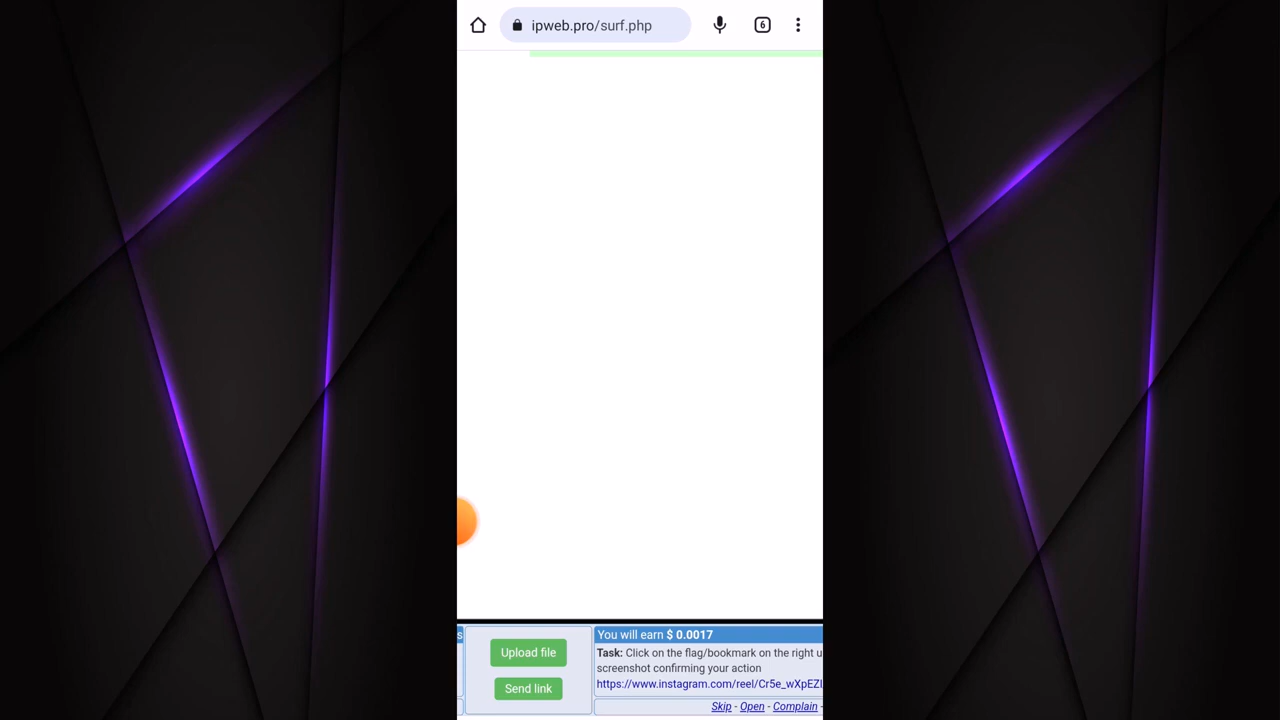 ipweb.pro/surf.php
6
s
Upload file
Send link
You will earn $ 0.0017
Task: Click on the flag/bookmark on the right u
screenshot confirming your action
https://www.instagram.com/reel/Cr5e_wXpEZI
Skip - Open - Complain -